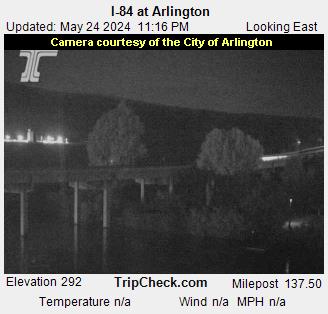 I-84 at Arlington
Updated: May 24 2024 11:16 PM Looking East
Camera courtesy of the City of Arlington
Elevation 292 TripCheck.com Milepost 137.50
Temperature n/a Wind n/a MPH n/a